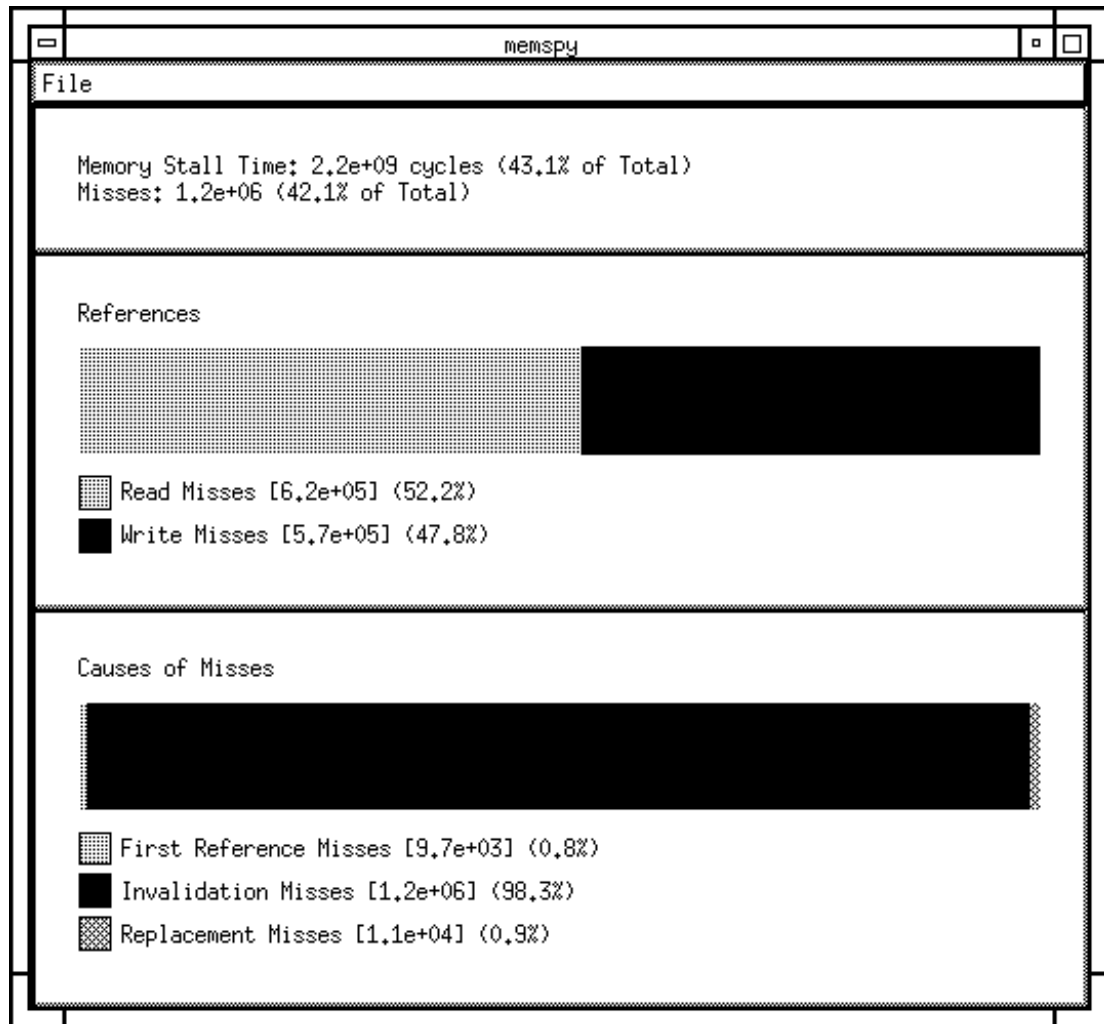 memspy
File
Memory Stall Time: 2.2e+09 cycles (43.1% of Total)
Misses: 1.2e+06 (42.1% of Total)
References
Read Misses [6.2e+05] (52.2%)
Write Misses [5.7e+05] (47.8%)
Causes of Misses
First Reference Misses [9.7e+03] (0.8%)
Invalidation Misses [1.2e+06] (98.3%)
Replacement Misses [1.1e+04] (0.9%)